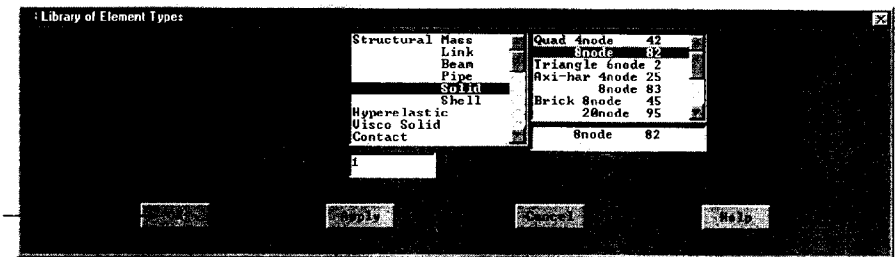 Library of Element Types
Structural Mass
Link
Beam
Pipe
Solid
Shell
Hyperelastic
Visco Solid
Contact
Quad 4node 42
8node 82
Triangle 6node 2
Axi-har 4node 25
8node 83
Brick 8node 45
20node 95
8node 82
1
Apply
Cancel
Help